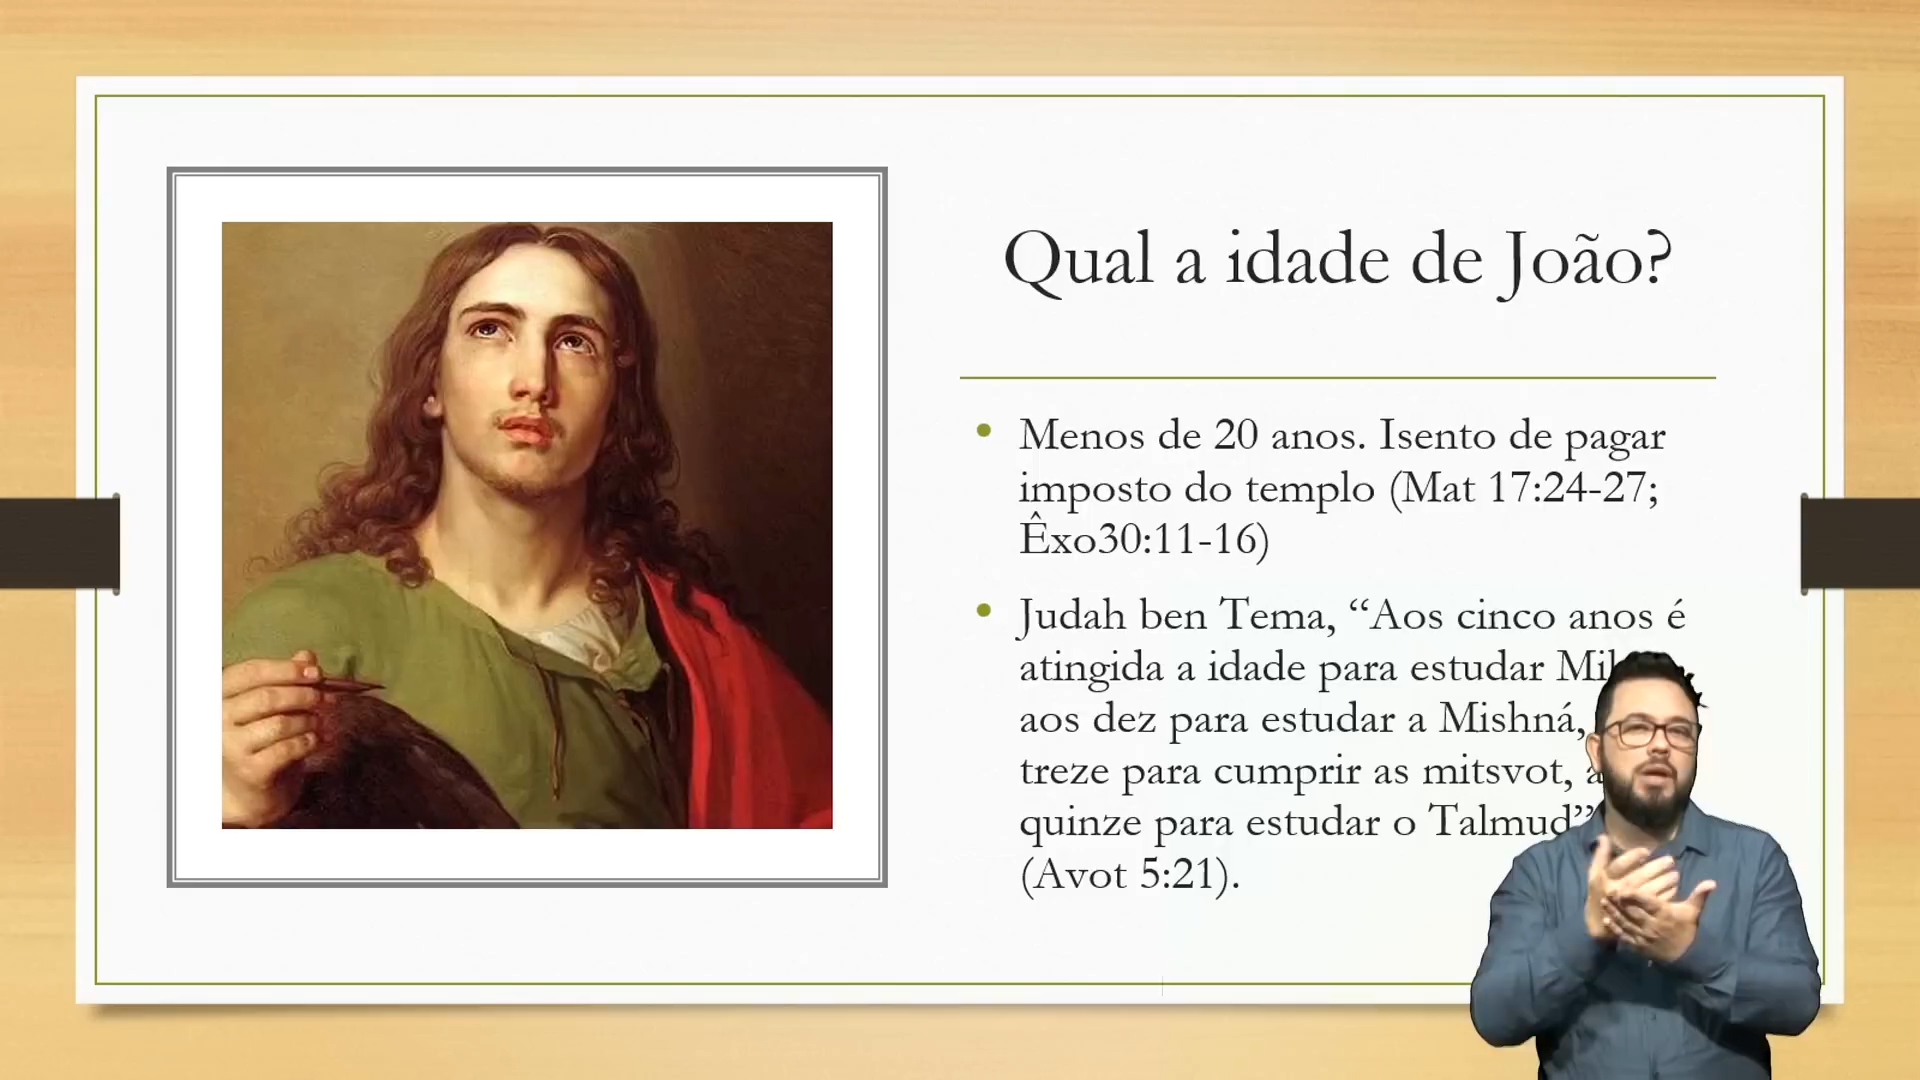 Qual a idade de João?
Menos de 20 anos. Isento de pagar
imposto do templo (Mat 17:24-27;
Êxo30:11-16)
Judah ben Tema, “Aos cinco anos é
atingida a idade para estudar
aos dez para estudar a Mishná,
treze para cumprir as mitsvot,
quinze para estudar o Talmud”
(Avot 5:21).